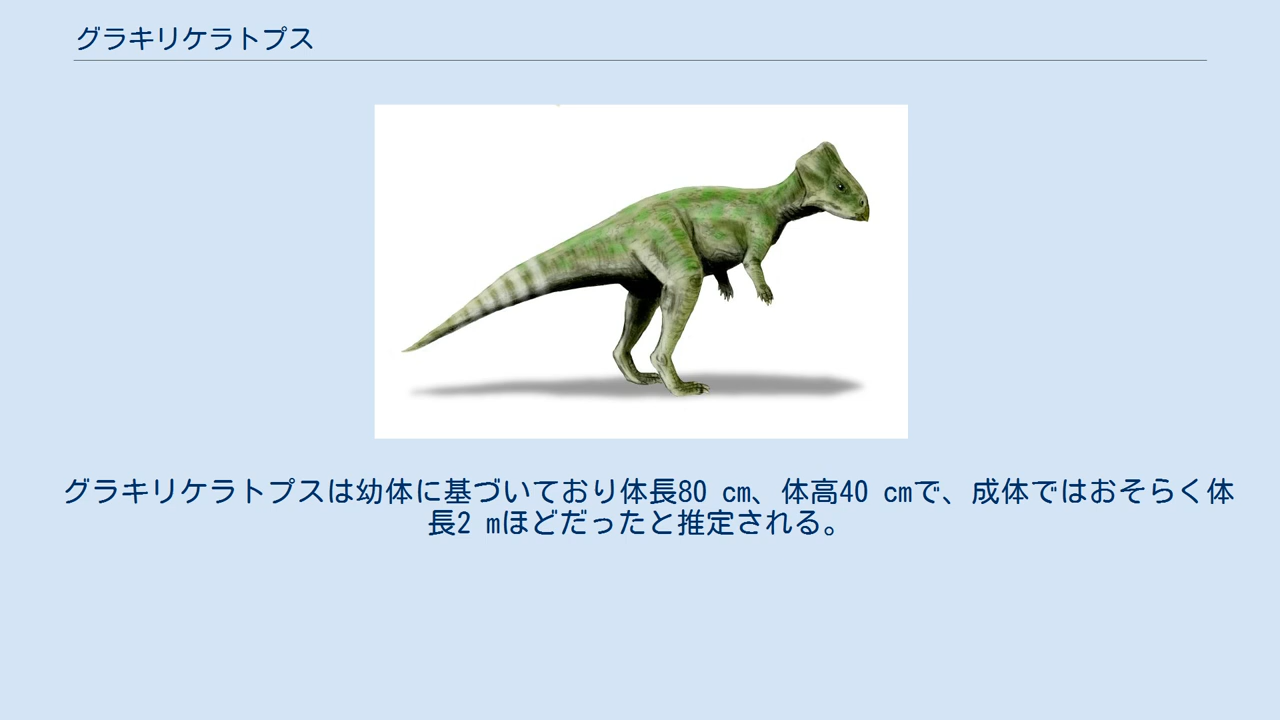 グラキリケラトプス
グラキリケラトプスは幼体に基づいており体長80 cm、体高40 cmで、成体ではおそらく体
長2 mほどだったと推定される。